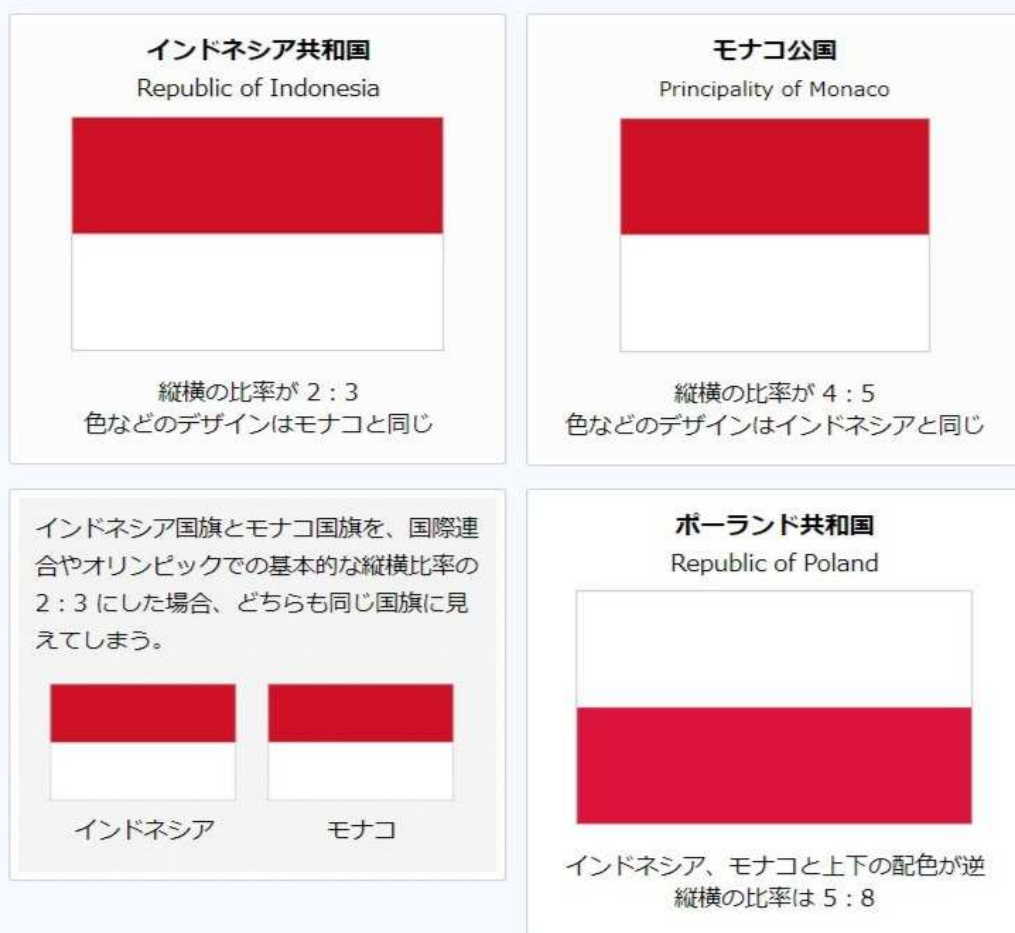 インドネシア共和国
Republic of Indonesia
縦横の比率が 2 : 3
色などのデザインはモナコと同じ
モナコ公国
Principality of Monaco
縦横の比率が 4 : 5
色などのデザインはインドネシアと同じ
インドネシア国旗とモナコ国旗を、国際連
合やオリンピックでの基本的な縦横比率の
2 : 3 にした場合、どちらも同じ国旗に見
えてしまう。
インドネシア
モナコ
ポーランド共和国
Republic of Poland
インドネシア、モナコと上下の配色が逆
縦横の比率は 5 : 8